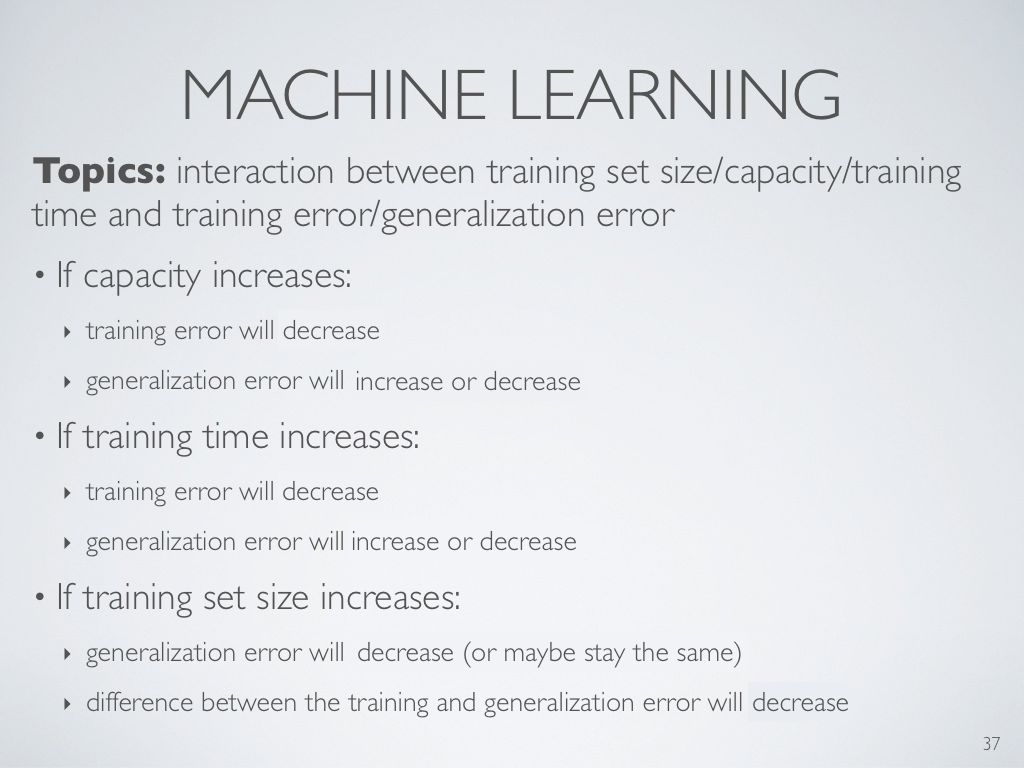 MACHINE LEARNING
Topics: interaction between training set size/capacity/training
time and training error/generalization error
• If capacity increases:
‣ training error will decrease
‣ generalization error will increase or decrease
• If training time increases:
‣ training error will decrease
‣ generalization error will increase or decrease
• If training set size increases:
‣ generalization error will decrease (or maybe stay the same)
‣ difference between the training and generalization error will decrease
37